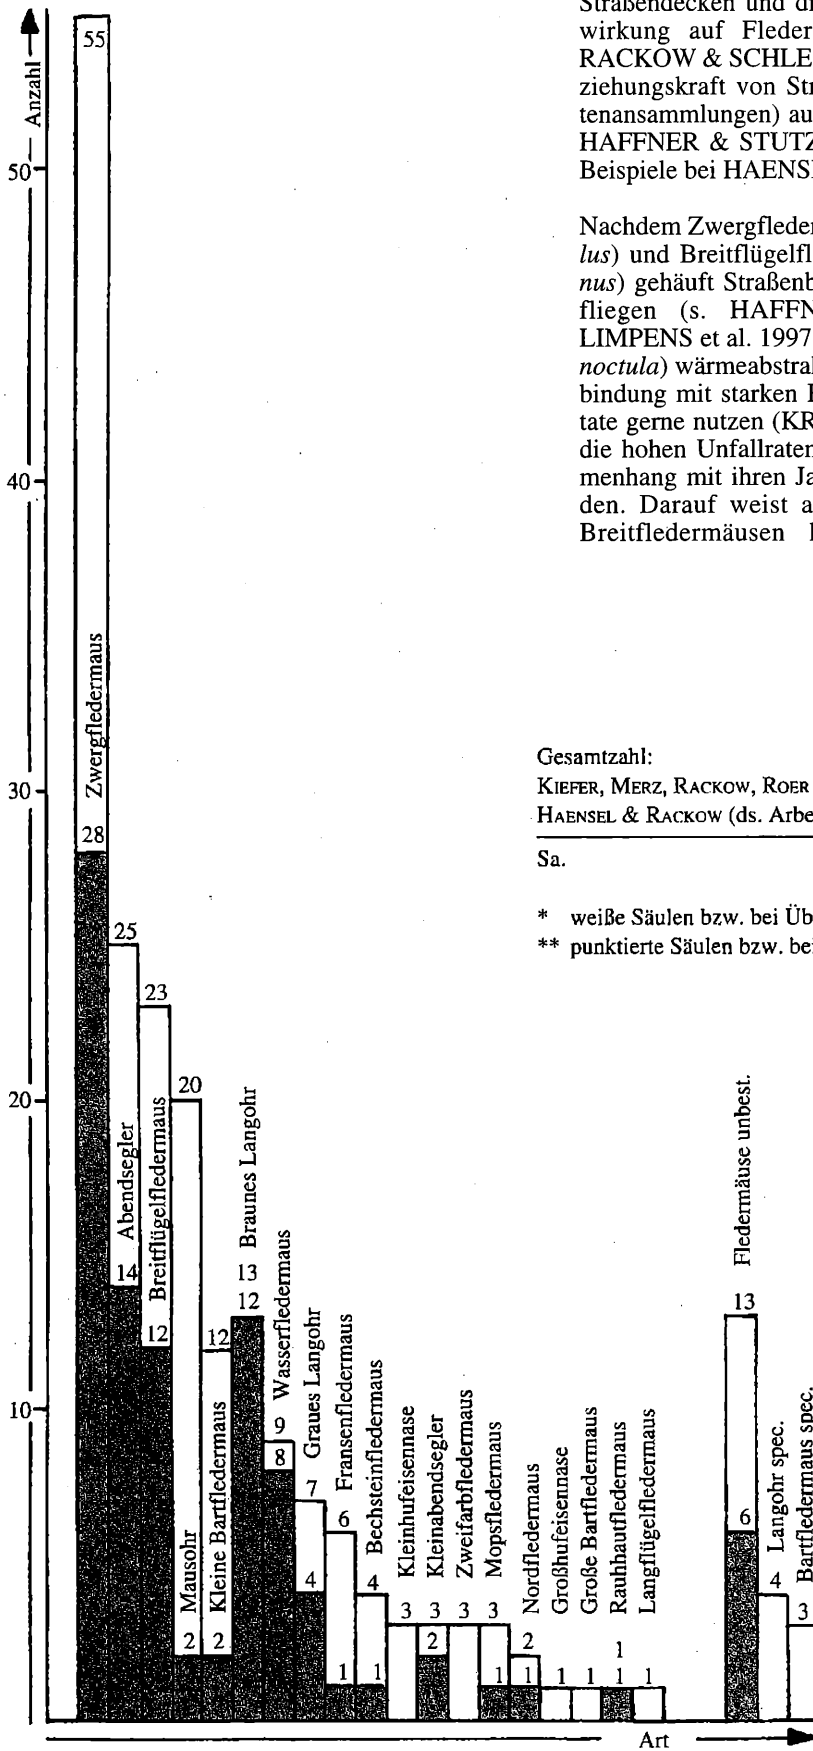 Straßendecken und di
wirkung auf Fleder
RACKOW & SCHLE
ziehungskraft von Str
tenansammlungen) au
HAFFNER & STUTZ
Beispiele bei HAENS
Nachdem Zwergfleder
lus) und Breitflügelfl
nus) gehäuft Straßenb
fliegen (s. HAFFN
LIMPENS et al. 1997
noctula) wärmeabstral
bindung mit starken
tate gerne nutzen (KR
die hohen Unfallraten
menhang mit ihren Ja
den. Darauf weist a
Breitfledermäusen
Gesamtzahl:
KIEFER, MERZ, RACKOW, ROER
HAENSEL & RACKOW (ds. Arbe
Sa.
* weiße Säulen bzw. bei Üb
** punktierte Säulen bzw. bei
Anzahl
50
40
30
20
10
55
Zwergfledermaus
28
25
Abendsegler
14
23
Breitflügelfledermaus
12
20
Mausohr
2
12
Kleine Bartfledermaus
2
Braunes Langohr
13
12
Wasserfledermaus
9
8
Graues Langohr
7
4
Fransenfledermaus
6
1
Bechsteinfledermaus
4
1
Kleinhufeisennase
3
Kleinabendsegler
3
2
Zweifarbfledermaus
3
Mopsfledermaus
3
1
Nordfledermaus
2
1
Großhufeisennase
1
Große Bartfledermaus
1
Rauhhautfledermaus
1
1
Langflügelfledermaus
1
Fledermäuse unbest.
13
6
Langohr spec.
4
Bartfledermaus spec.
3
Art